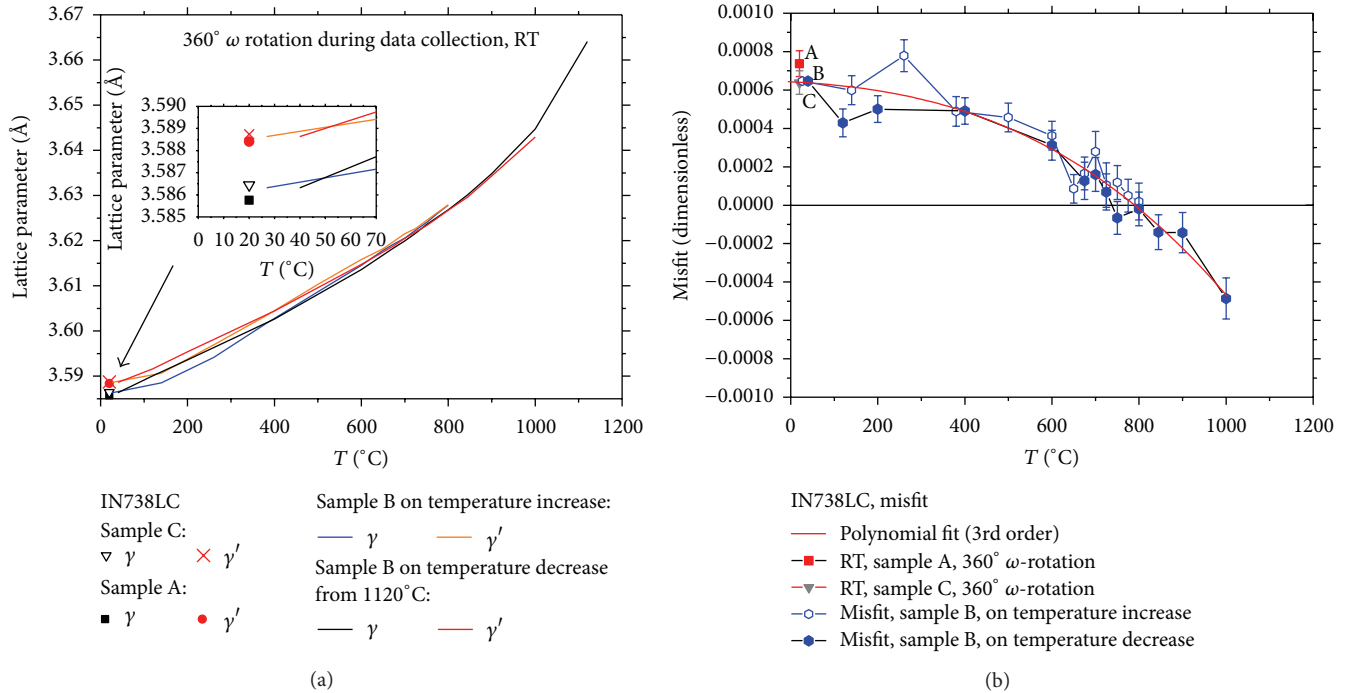 3.67
3.66
3.65
3.64
3.63
3.62
3.61
3.60
3.59
3.58
Lattice parameter (Å)
360° ω rotation during data collection, RT
Lattice parameter (Å)
3.590
3.589
3.588
3.587
3.586
3.585
0 10 20 30 40 50 60 70
T (°C)
0 200 400 600 800 1000 1200
T (°C)
IN738LC
Sample C:
γ γ′
Sample A:
γ γ′
Sample B on temperature increase:
γ γ′
Sample B on temperature decrease
from 1120°C:
γ γ′
(a)
0.0010
0.0008
0.0006
0.0004
0.0002
0.0000
−0.0002
−0.0004
−0.0006
−0.0008
−0.0010
Misfit (dimensionless)
A
B
C
0 200 400 600 800 1000 1200
T (°C)
IN738LC, misfit
Polynomial fit (3rd order)
RT, sample A, 360° ω-rotation
RT, sample C, 360° ω-rotation
Misfit, sample B, on temperature increase
Misfit, sample B, on temperature decrease
(b)